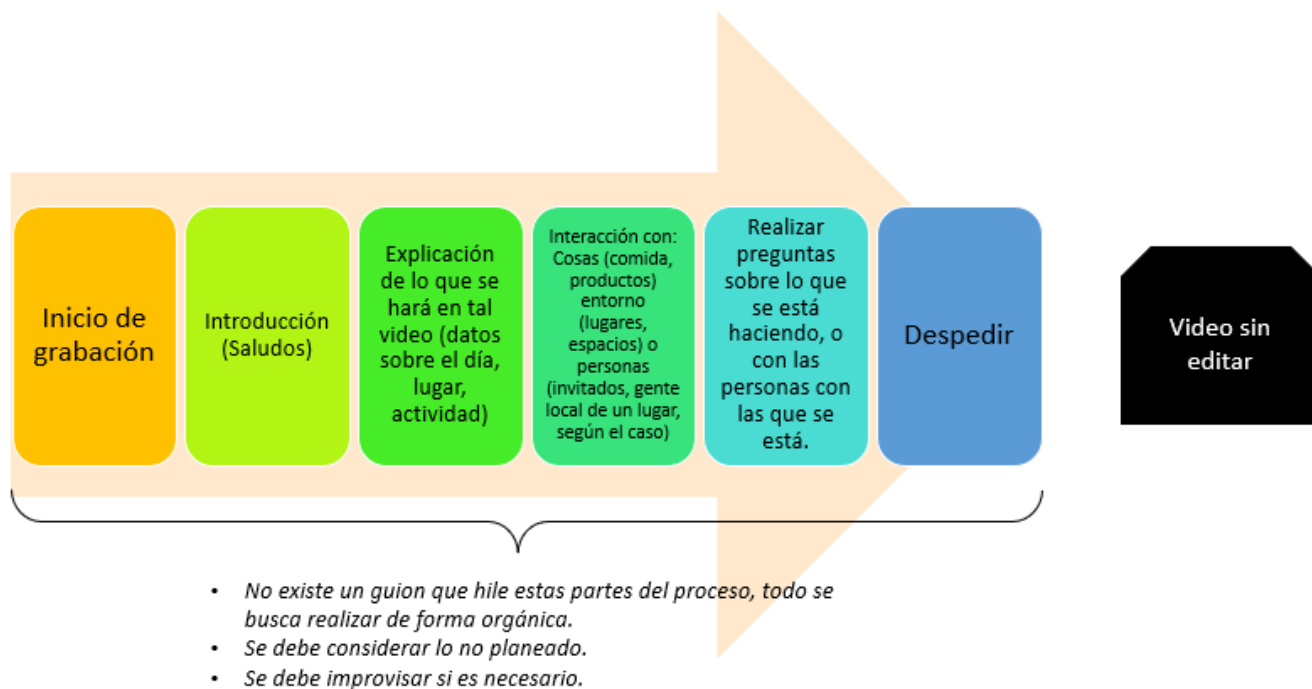 Inicio de
grabación
Introducción
(Saludos)
Explicación
de lo que se
hará en tal
video (datos
sobre el día,
lugar,
actividad)
Interacción con:
Cosas (comida,
productos)
entorno
(lugares,
espacios) o
personas
(invitados, gente
local de un lugar,
según el caso)
Realizar
preguntas
sobre lo que
se está
haciendo, o
con las
personas con
las que se
está.
Despedir
Video sin
editar
• No existe un guion que hile estas partes del proceso, todo se
busca realizar de forma orgánica.
• Se debe considerar lo no planeado.
• Se debe improvisar si es necesario.